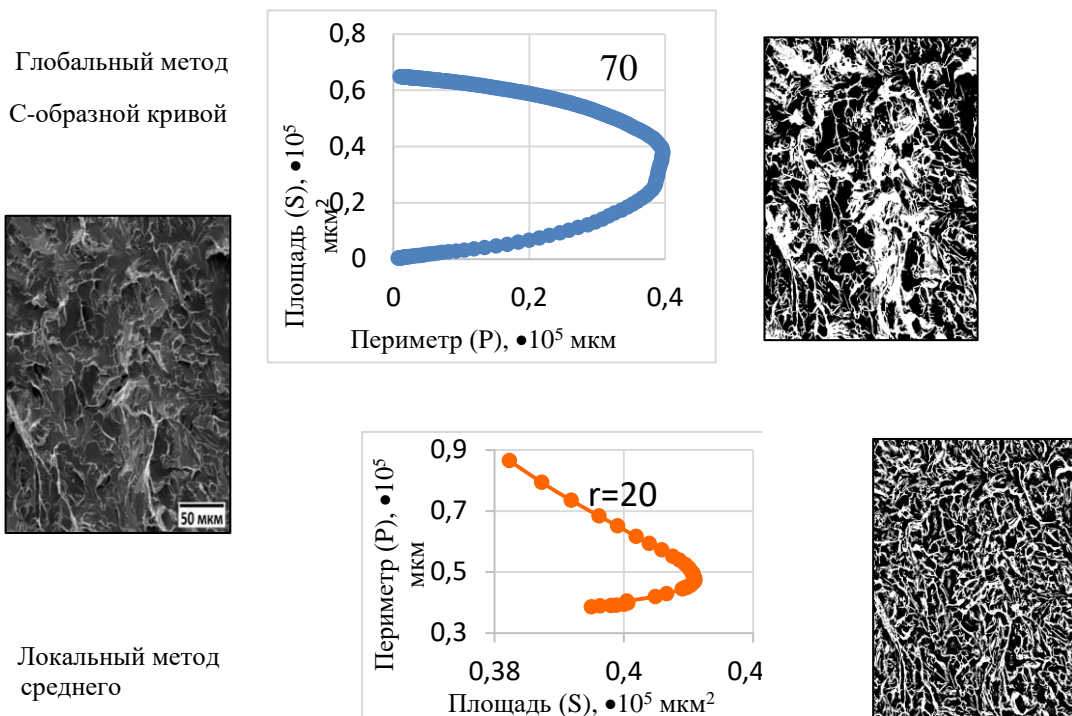 Глобальный метод
С-образной кривой
0,8
0,6
0,4
0,2
0
0
0,2
0,4
70
Площадь (S), •10⁵
мкм²
Периметр (P), •10⁵ мкм
50 мкм
Локальный метод
среднего
0,9
0,7
0,5
0,3
0,38
0,4
0,4
r=20
Периметр (P), •10⁵
мкм
Площадь (S), •10⁵ мкм²